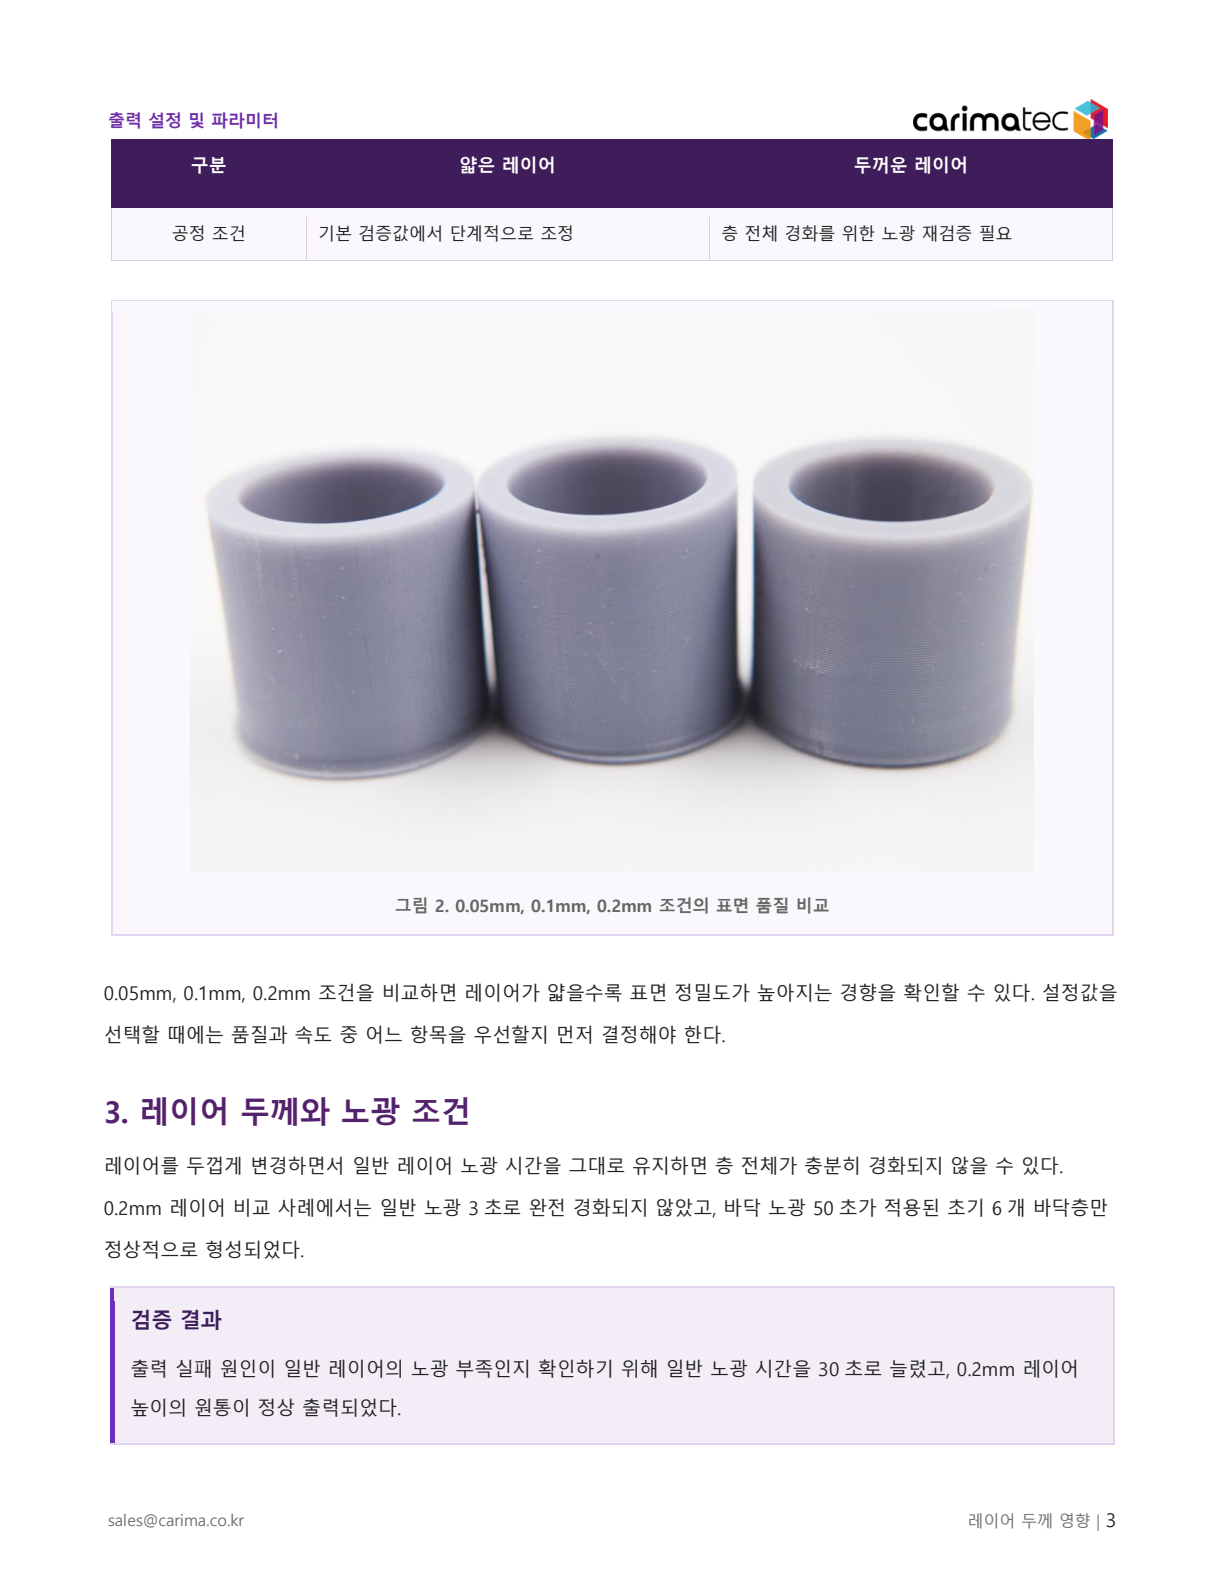 출력 설정 및 파라미터
carimatec
구분 얇은 레이어 두꺼운 레이어
공정 조건 기본 검증값에서 단계적으로 조정 층 전체 경화를 위한 노광 재검증 필요
그림 2. 0.05mm, 0.1mm, 0.2mm 조건의 표면 품질 비교
0.05mm, 0.1mm, 0.2mm 조건을 비교하면 레이어가 얇을수록 표면 정밀도가 높아지는 경향을 확인할 수 있다. 설정값을
선택할 때에는 품질과 속도 중 어느 항목을 우선할지 먼저 결정해야 한다.
3. 레이어 두께와 노광 조건
레이어를 두껍게 변경하면서 일반 레이어 노광 시간을 그대로 유지하면 층 전체가 충분히 경화되지 않을 수 있다.
0.2mm 레이어 비교 사례에서는 일반 노광 3 초로 완전 경화되지 않았고, 바닥 노광 50 초가 적용된 초기 6 개 바닥층만
정상적으로 형성되었다.
검증 결과
출력 실패 원인이 일반 레이어의 노광 부족인지 확인하기 위해 일반 노광 시간을 30 초로 늘렸고, 0.2mm 레이어
높이의 원통이 정상 출력되었다.
sales@carima.co.kr 레이어 두께 영향 | 3